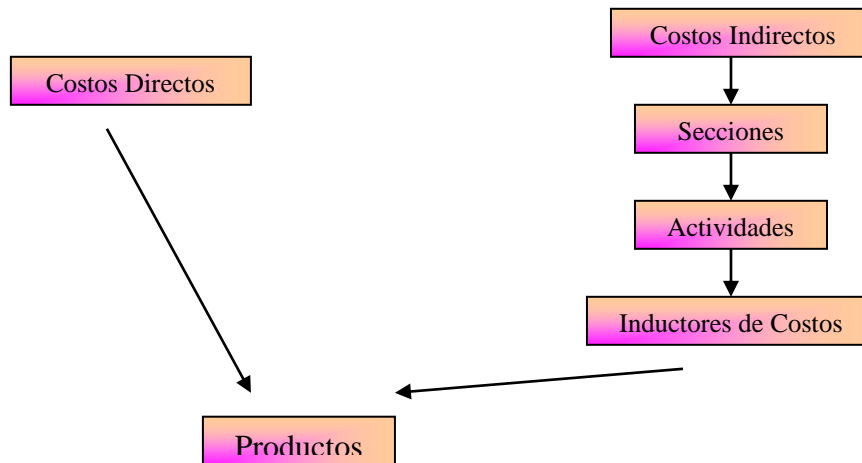 Costos Indirectos
Costos Directos
Secciones
Actividades
Inductores de Costos
Productos